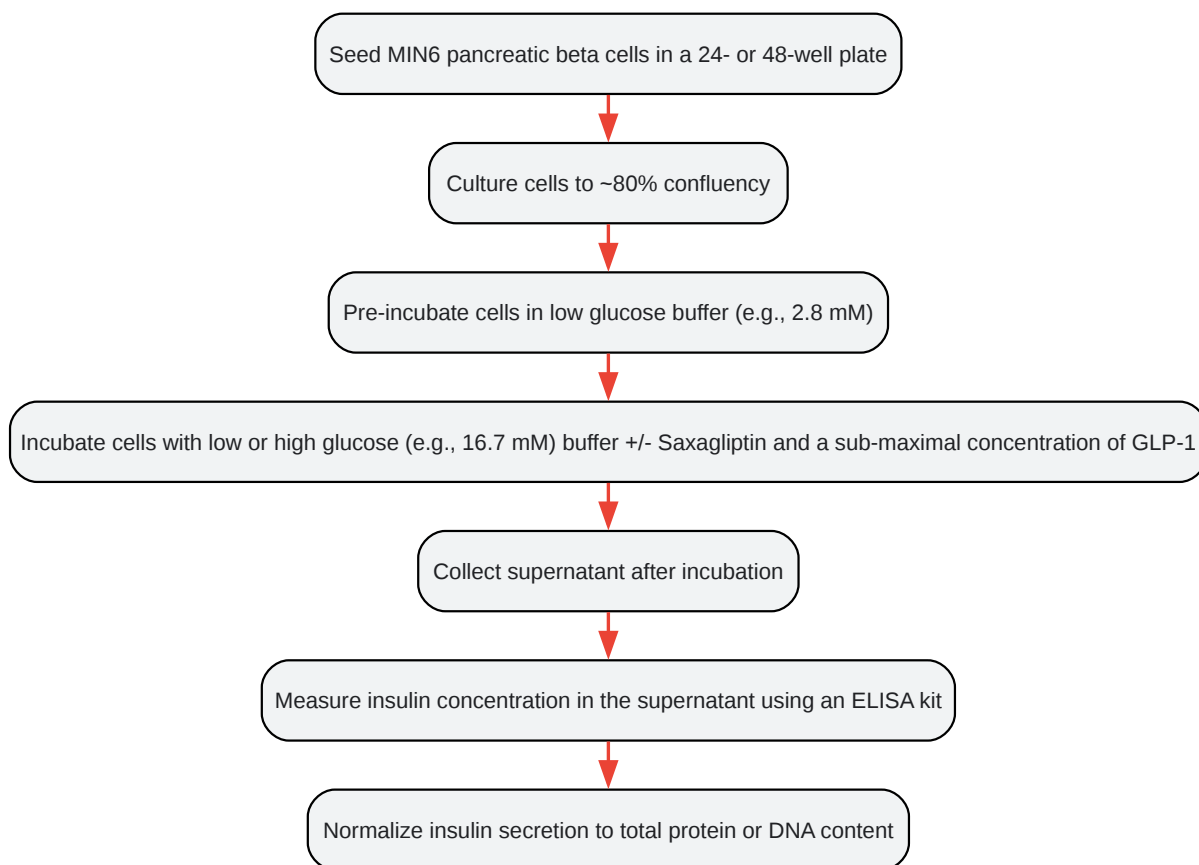 Seed MIN6 pancreatic beta cells in a 24- or 48-well plate
Culture cells to ~80% confluency
Pre-incubate cells in low glucose buffer (e.g., 2.8 mM)
Incubate cells with low or high glucose (e.g., 16.7 mM) buffer +/- Saxagliptin and a sub-maximal concentration of GLP-1
Collect supernatant after incubation
Measure insulin concentration in the supernatant using an ELISA kit
Normalize insulin secretion to total protein or DNA content